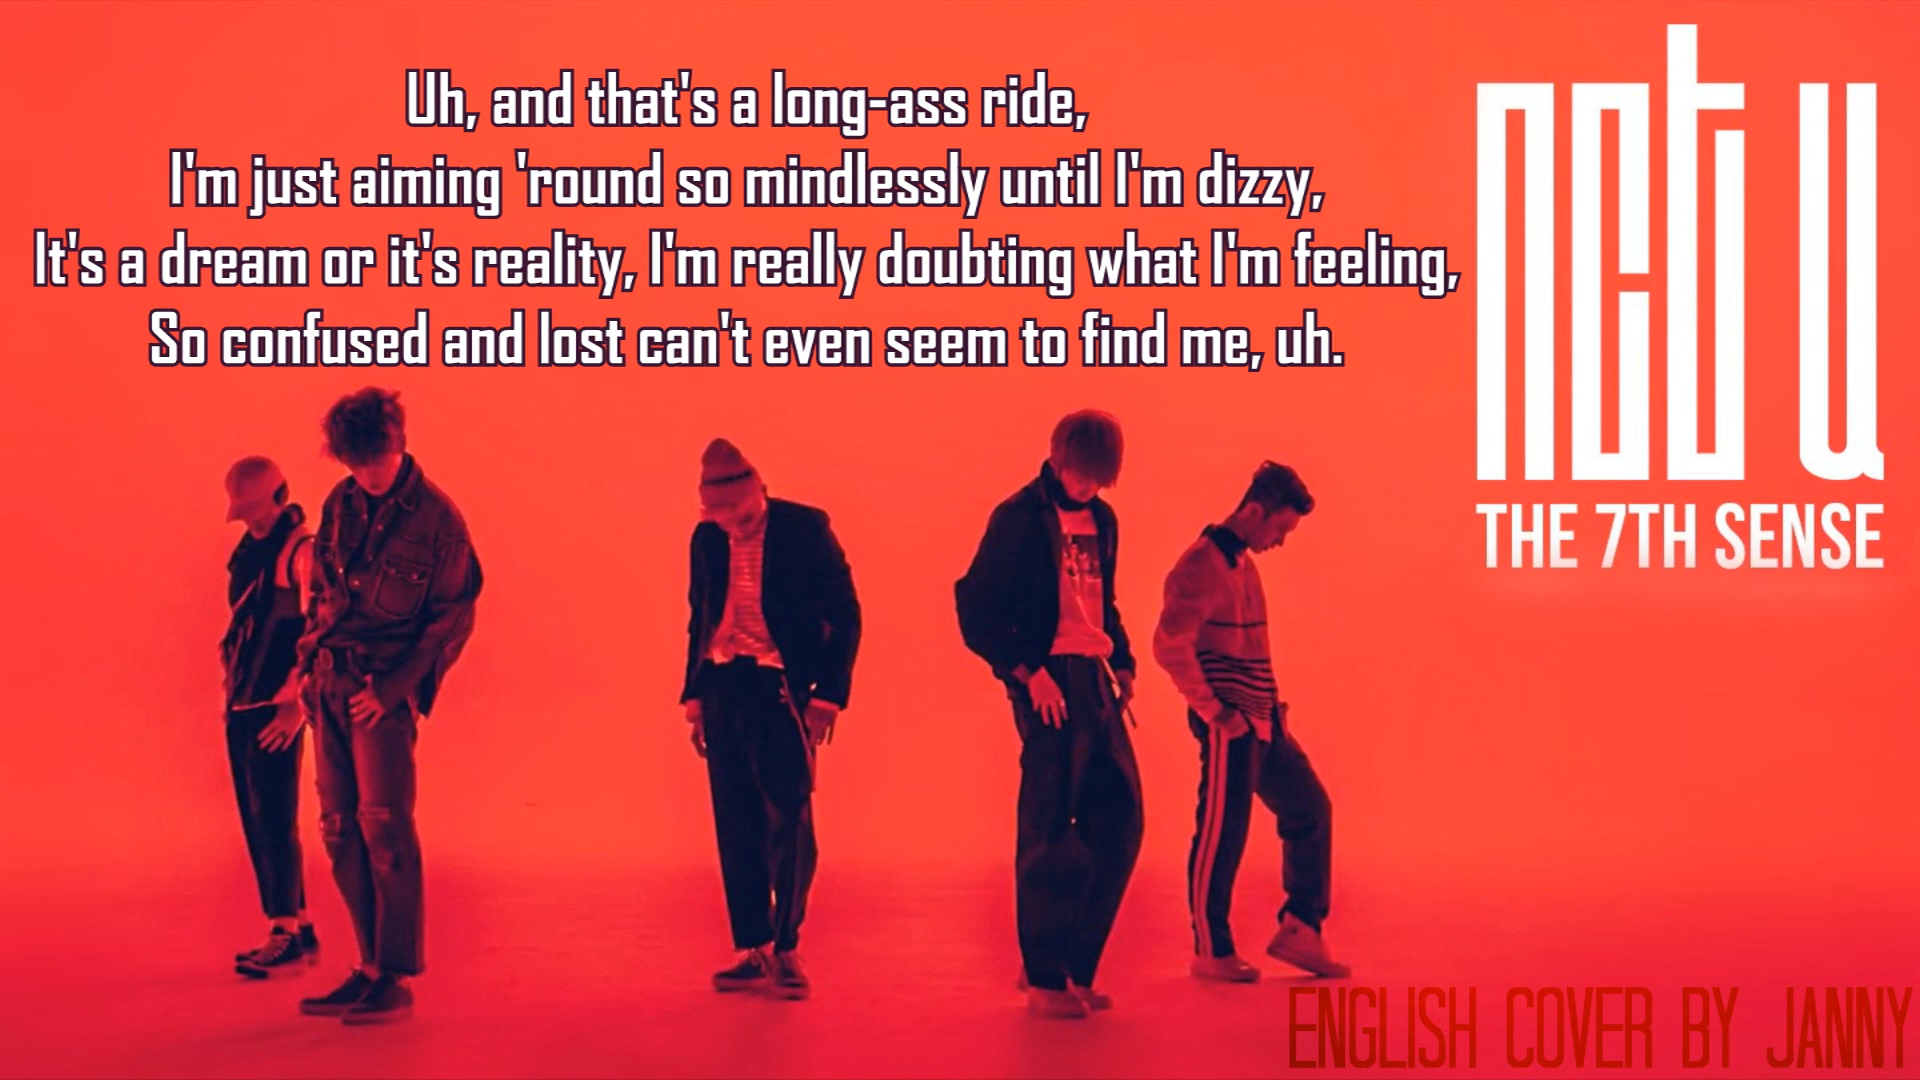 Uh, and that's a long-ass ride,
I'm just aiming 'round so mindlessly until I'm dizzy,
It's a dream or it's reality, I'm really doubting what I'm feeling,
So confused and lost can't even seem to find me, uh.
nct u
THE 7TH SENSE
ENGLISH COVER BY JANNY